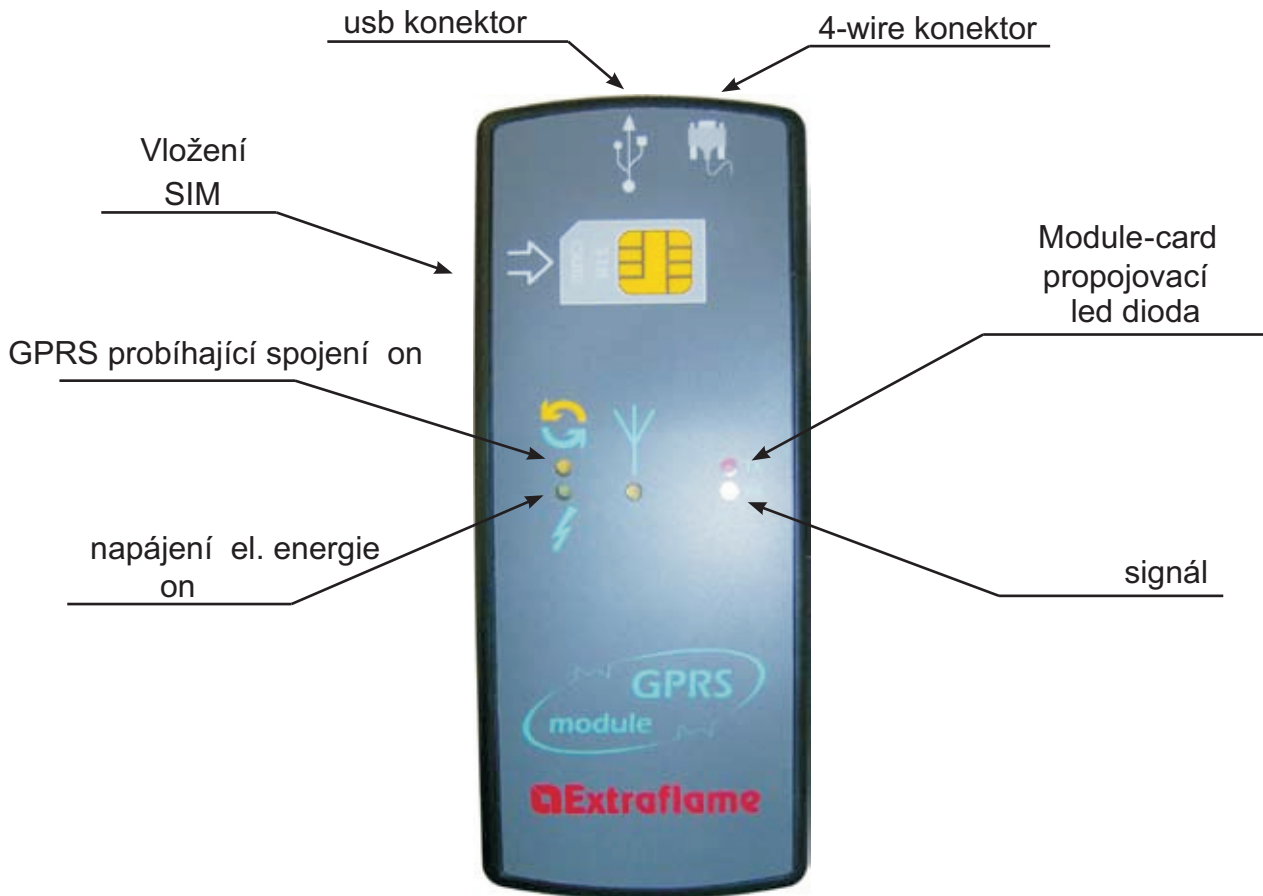 usb konektor
4-wire konektor
Vložení
SIM
Module-card
propojovací
led dioda
GPRS probíhající spojení on
napájení el. energie
on
signál
GPRS
module
Extraflame